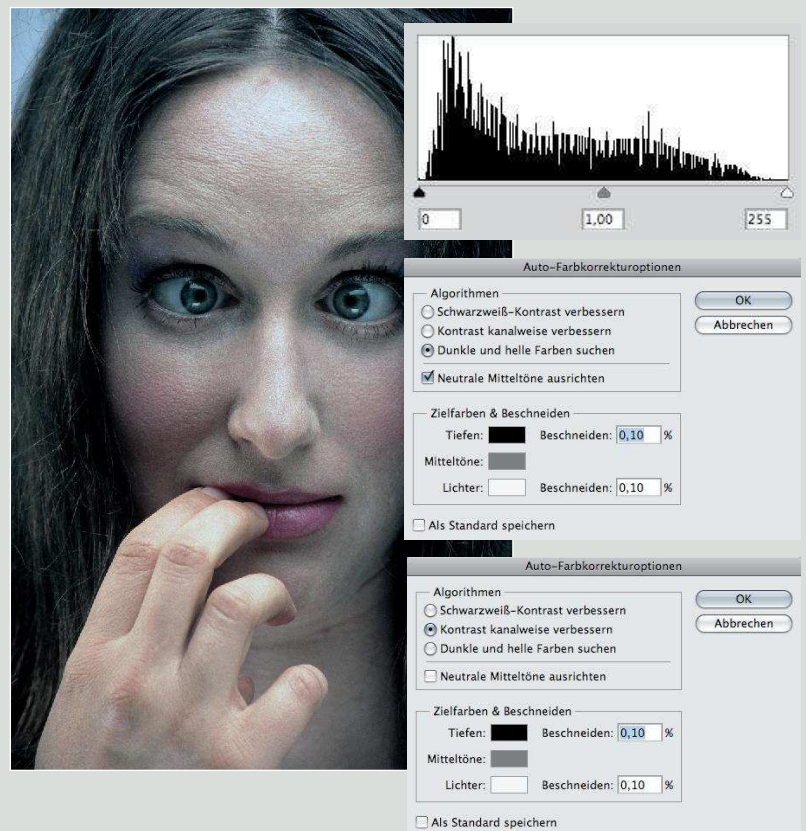 0 1,00 255
Auto-Farbkorrekturoptionen
Algorithmen
Schwarzweiß-Kontrast verbessern
Kontrast kanalweise verbessern
Dunkle und helle Farben suchen
Neutrale Mitteltöne ausrichten
OK
Abbrechen
Zielfarben & Beschneiden
Tiefen: Beschneiden: 0,10 %
Mitteltöne:
Lichter: Beschneiden: 0,10 %
Als Standard speichern
Auto-Farbkorrekturoptionen
Algorithmen
Schwarzweiß-Kontrast verbessern
Kontrast kanalweise verbessern
Dunkle und helle Farben suchen
Neutrale Mitteltöne ausrichten
OK
Abbrechen
Zielfarben & Beschneiden
Tiefen: Beschneiden: 0,10 %
Mitteltöne:
Lichter: Beschneiden: 0,10 %
Als Standard speichern